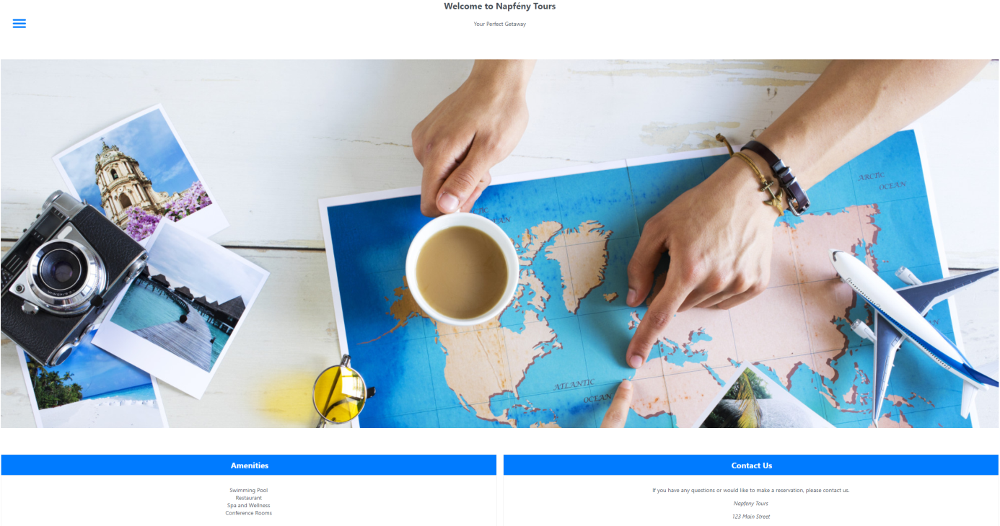 Welcome to Napfény Tours
Your Perfect Getaway
ARCTIC
OCEAN
ATLANTIC
OCEAN
Amenities
Swimming Pool
Restaurant
Spa and Wellness
Conference Rooms
Contact Us
If you have any questions or would like to make a reservation, please contact us.
Napfeny Tours
123 Main Street